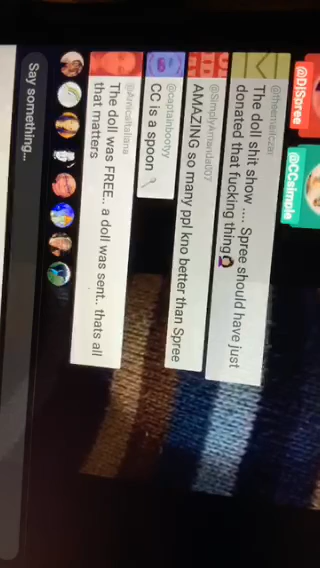 @DjSpree
@CCsimple
The doll shit show .... Spree should have just
donated that fucking thing🤦🏻‍♀️
@SimplyAmanda007
AMAZING so many ppl kno better than Spree
@captainbooyy
CC is a spoon 🥄
The doll was FREE.. a doll was sent.. thats all
that matters
Say something...